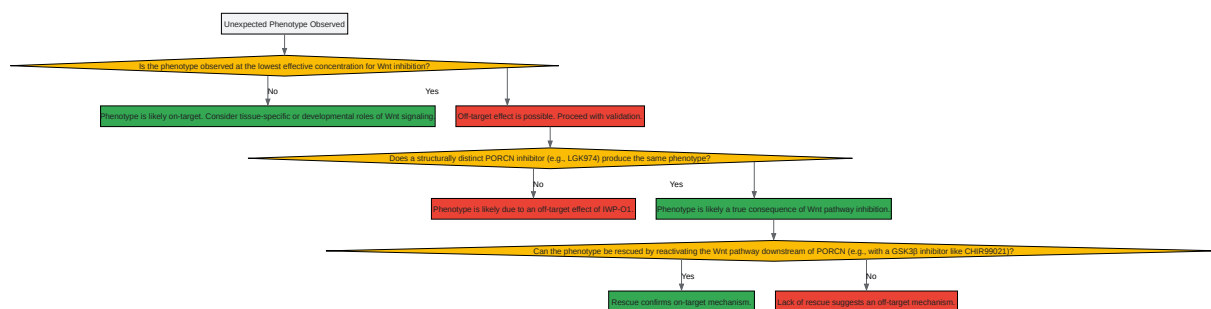 Unexpected Phenotype Observed
Is the phenotype observed at the lowest effective concentration for Wnt inhibition?
No
Yes
Phenotype is likely on-target. Consider tissue-specific or developmental roles of Wnt signaling.
Off-target effect is possible. Proceed with validation.
Does a structurally distinct PORCN inhibitor (e.g., LGK974) produce the same phenotype?
No
Yes
Phenotype is likely due to an off-target effect of IWP-O1.
Phenotype is likely a true consequence of Wnt pathway inhibition.
Can the phenotype be rescued by reactivating the Wnt pathway downstream of PORCN (e.g., with a GSK3β inhibitor like CHIR99021)?
Yes
No
Rescue confirms on-target mechanism.
Lack of rescue suggests an off-target mechanism.